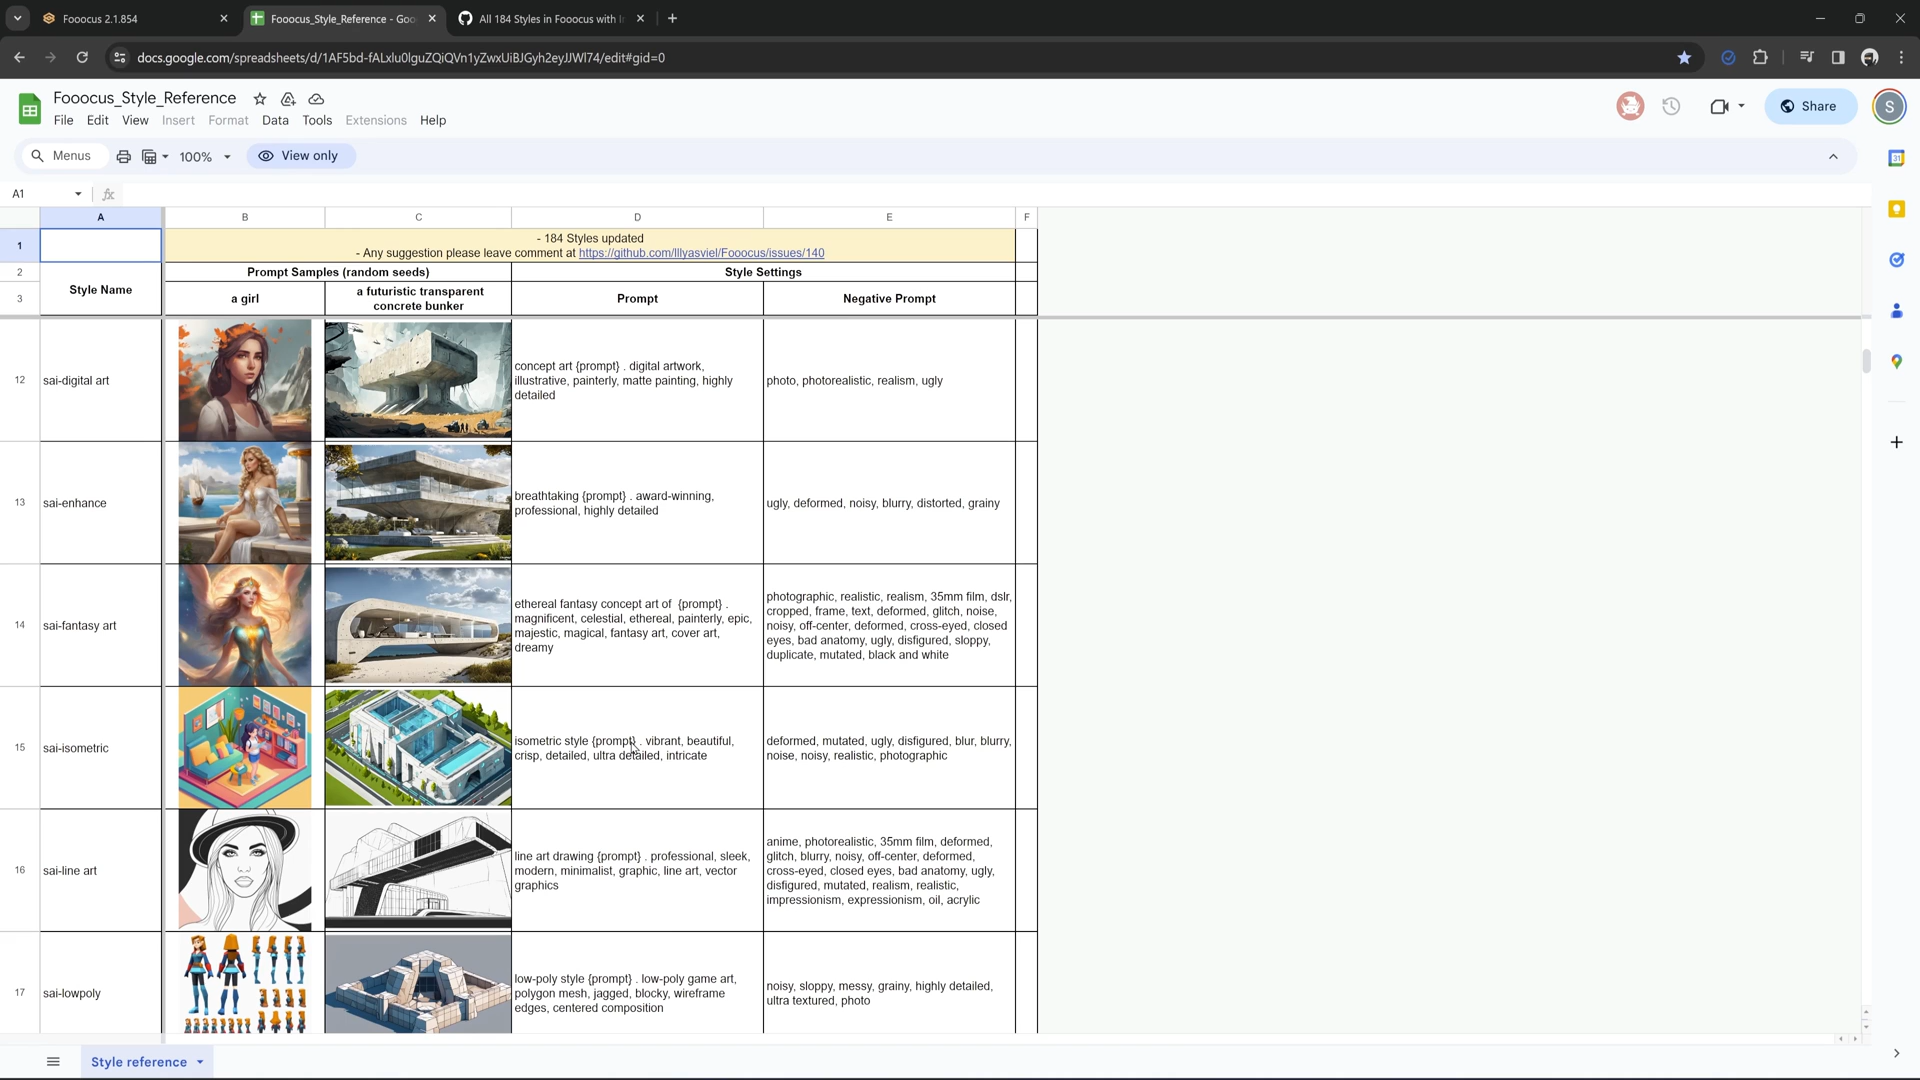 Fooocus 2.1.854
Fooocus_Style_Reference - Goo
All 184 Styles in Fooocus with I
docs.google.com/spreadsheets/d/1AF5bd-fALxlu0lguZQiQVn1yZwxUiBJGyh2eyJJWl74/edit#gid=0
Fooocus_Style_Reference
File Edit View Insert Format Data Tools Extensions Help
Share
S
Menus
100%
View only
31
A1
fx
A B C D E F
1
- 184 Styles updated
- Any suggestion please leave comment at https://github.com/lllyasviel/Fooocus/issues/140
2
Prompt Samples (random seeds)
Style Settings
Style Name
3
a girl
a futuristic transparent
concrete bunker
Prompt
Negative Prompt
12
sai-digital art
concept art {prompt} . digital artwork,
illustrative, painterly, matte painting, highly
detailed
photo, photorealistic, realism, ugly
13
sai-enhance
breathtaking {prompt} . award-winning,
professional, highly detailed
ugly, deformed, noisy, blurry, distorted, grainy
14
sai-fantasy art
ethereal fantasy concept art of  {prompt} .
magnificent, celestial, ethereal, painterly, epic,
majestic, magical, fantasy art, cover art,
dreamy
photographic, realistic, realism, 35mm film, dslr,
cropped, frame, text, deformed, glitch, noise,
noisy, off-center, deformed, cross-eyed, closed
eyes, bad anatomy, ugly, disfigured, sloppy,
duplicate, mutated, black and white
15
sai-isometric
isometric style {prompt} . vibrant, beautiful,
crisp, detailed, ultra detailed, intricate
deformed, mutated, ugly, disfigured, blur, blurry,
noise, noisy, realistic, photographic
16
sai-line art
line art drawing {prompt} . professional, sleek,
modern, minimalist, graphic, line art, vector
graphics
anime, photorealistic, 35mm film, deformed,
glitch, blurry, noisy, off-center, deformed,
cross-eyed, closed eyes, bad anatomy, ugly,
disfigured, mutated, realism, realistic,
impressionism, expressionism, oil, acrylic
17
sai-lowpoly
low-poly style {prompt} . low-poly game art,
polygon mesh, jagged, blocky, wireframe
edges, centered composition
noisy, sloppy, messy, grainy, highly detailed,
ultra textured, photo
Style reference